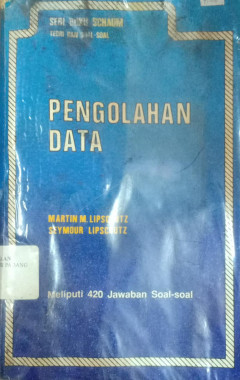 SERI BUKU SCHAUM
TEORI DAN SOAL-SOAL
PENGOLAHAN
DATA
MARTIN M. LIPSCHUTZ
SEYMOUR LIPSCHUTZ
Meliputi 420 Jawaban Soal-soal